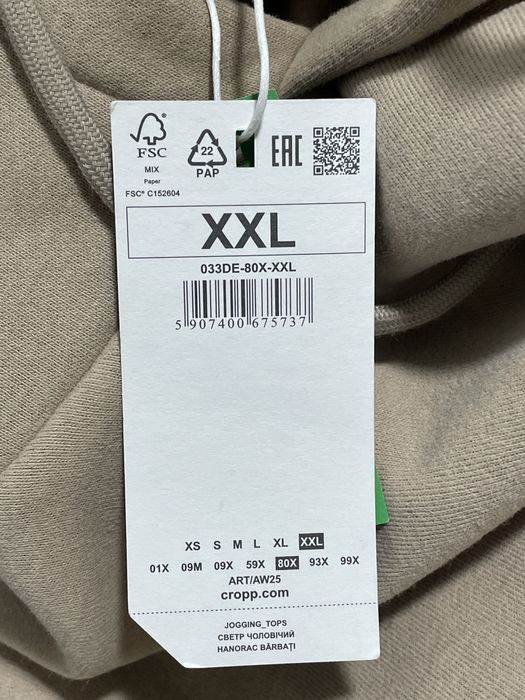 FSC
MIX
Paper
FSC® C152604
22
PAP
EAC
XXL
033DE-80X-XXL
5 907400 675737
XS S M L XL XXL
01X 09M 09X 59X 80X 93X 99X
ART/AW25
cropp.com
JOGGING_TOPS
СВЕТР ЧОЛОВІЧИЙ
HANORAC BĂRBAȚI